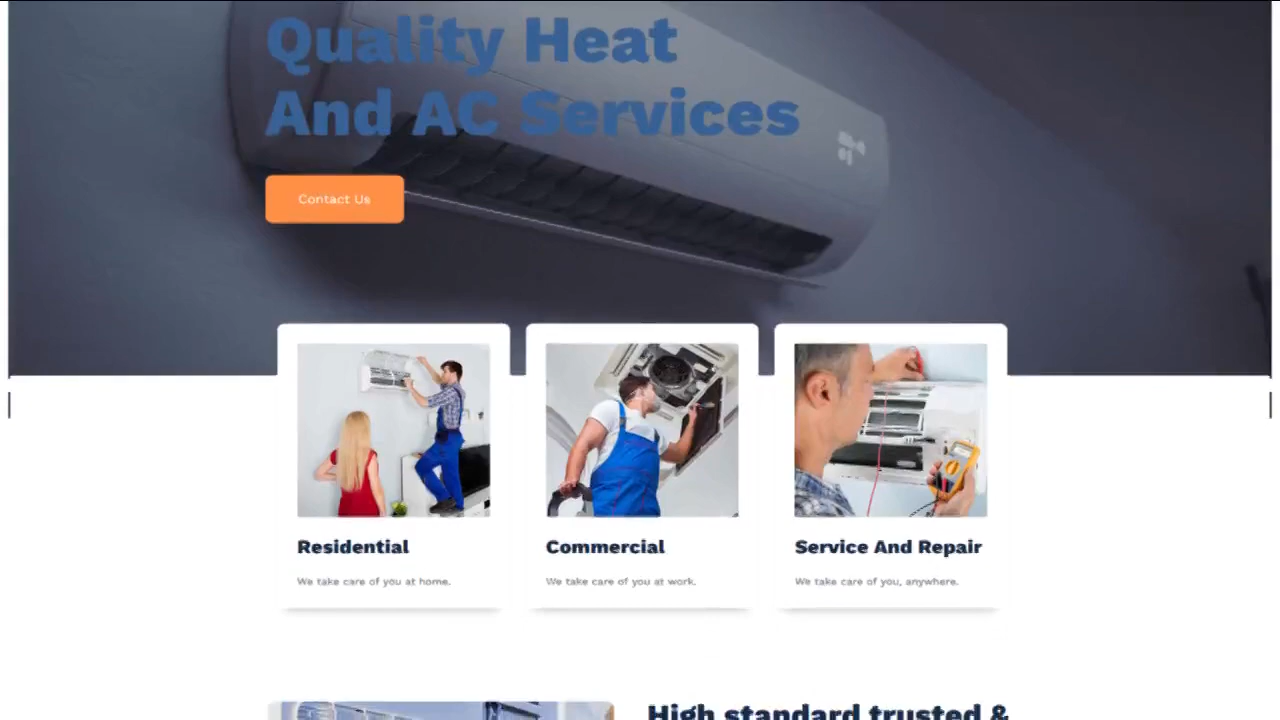 Quality Heat
And AC Services
Contact Us
Residential
Commercial
Service And Repair
We take care of you at home.
We take care of you at work.
We take care of you, anywhere.
High standard trusted &